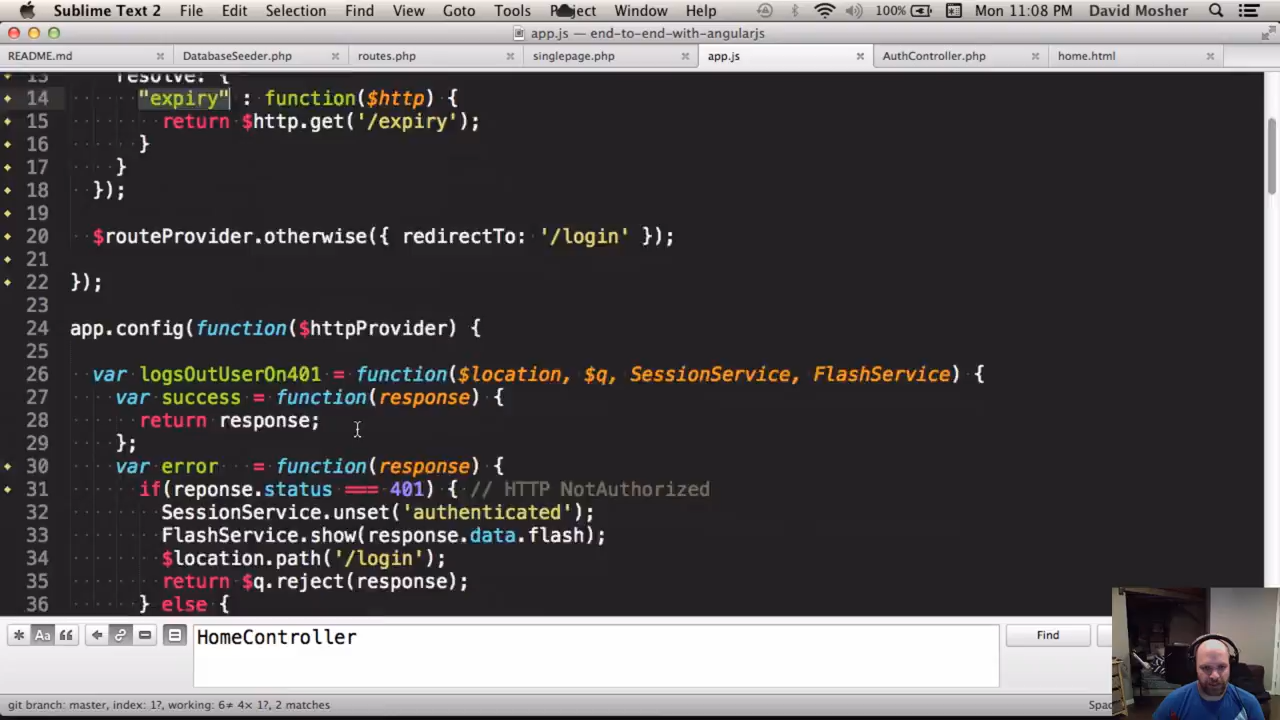 Sublime Text 2 File Edit Selection Find View Goto Tools Project Window Help 100% Mon 11:08 PM David Mosher
app.js — end-to-end-with-angularjs
README.md DatabaseSeeder.php routes.php singlepage.php app.js AuthController.php home.html
13 resolve: {
14 "expiry" : function($http) {
15 return $http.get('/expiry');
16 }
17 }
18 });
19
20 $routeProvider.otherwise({ redirectTo: '/login' });
21
22 });
23
24 app.config(function($httpProvider) {
25
26 var logsOutUserOn401 = function($location, $q, SessionService, FlashService) {
27 var success = function(response) {
28 return response;
29 };
30 var error = function(response) {
31 if(reponse.status === 401) { // HTTP NotAuthorized
32 SessionService.unset('authenticated');
33 FlashService.show(response.data.flash);
34 $location.path('/login');
35 return $q.reject(response);
36 } else {
Aa HomeController Find
git branch: master, index: 1?, working: 6≠ 4× 1?, 2 matches